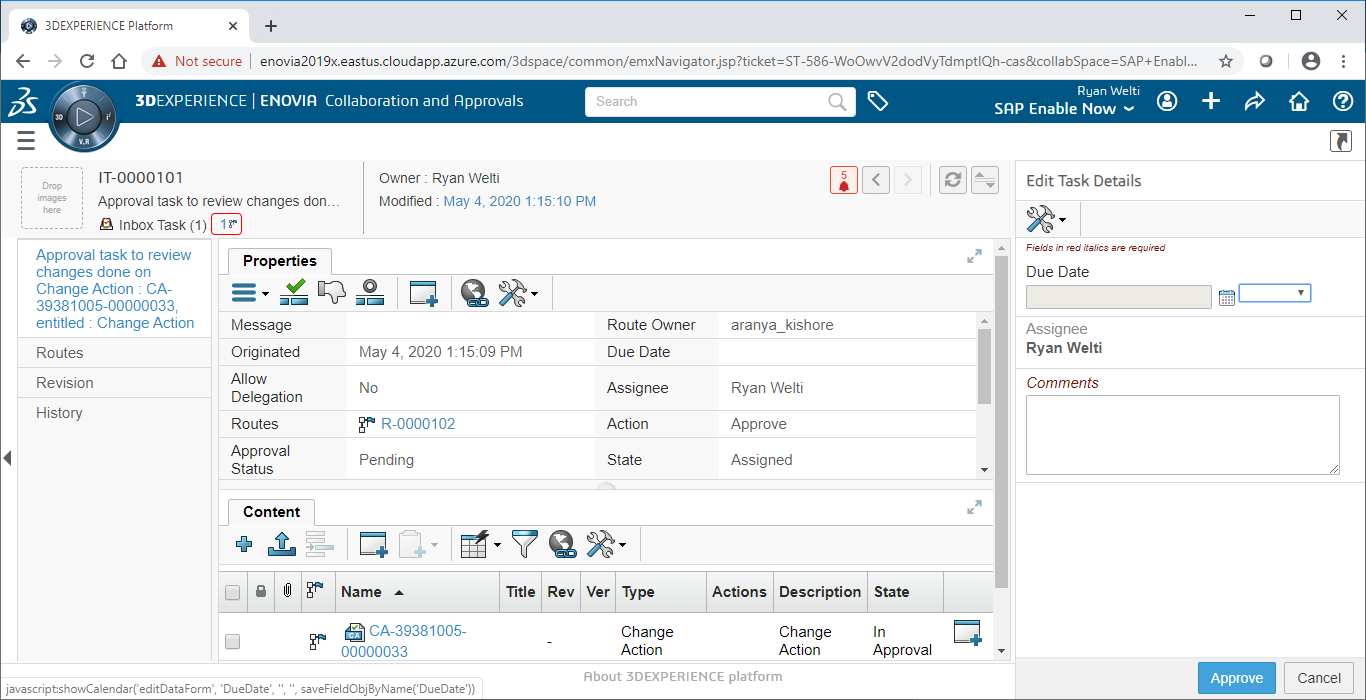 3DEXPERIENCE Platform
Not secure
enovia2019x.eastus.cloudapp.azure.com/3dspace/common/emxNavigator.jsp?ticket=ST-586-WoOwvV2dodVyTdmptIQh-cas&collabSpace=SAP+Enabl...
3DEXPERIENCE | ENOVIA Collaboration and Approvals
Search
Ryan Welti
SAP Enable Now
3D
V.R
Drop
images
here
IT-0000101
Approval task to review changes don...
Inbox Task (1)
1
Owner : Ryan Welti
Modified : May 4, 2020 1:15:10 PM
5
Approval task to review
changes done on
Change Action : CA-
39381005-00000033,
entitled : Change Action
Routes
Revision
History
Properties
Message
Route Owner
aranya_kishore
Originated
May 4, 2020 1:15:09 PM
Due Date
Allow
Delegation
No
Assignee
Ryan Welti
Routes
R-0000102
Action
Approve
Approval
Status
Pending
State
Assigned
Content
Name
Title
Rev
Ver
Type
Actions
Description
State
CA-39381005-
00000033
-
Change
Action
Change
Action
In
Approval
About 3DEXPERIENCE platform
javascript:showCalendar('editDataForm', 'DueDate', '', '', saveFieldObjByName('DueDate'))
Edit Task Details
Fields in red italics are required
Due Date
Assignee
Ryan Welti
Comments
Approve
Cancel